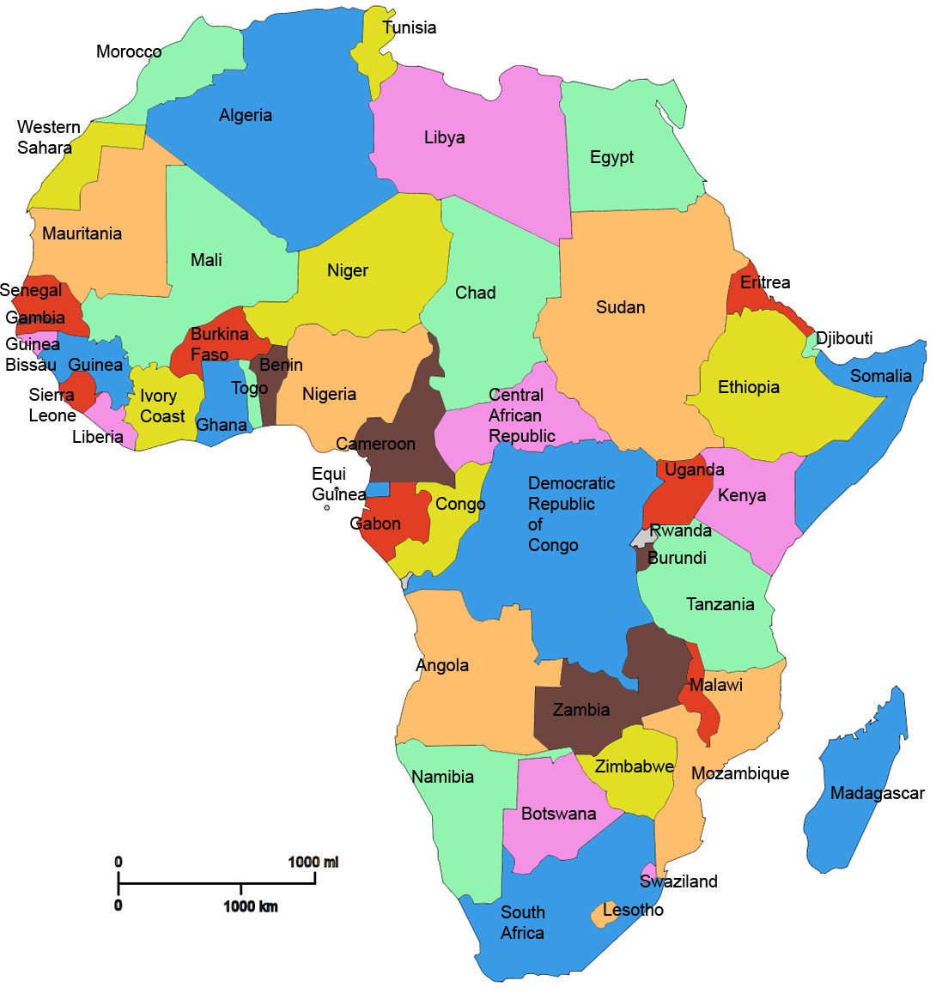 Tunisia
Morocco
Algeria
Western
Sahara
Libya
Egypt
Mauritania
Mali
Niger
Chad
Sudan
Eritrea
Senegal
Gambia
Guinea
Bissau
Guinea
Burkina
Faso
Benin
Togo
Djibouti
Somalia
Ethiopia
Sierra
Leone
Ivory
Coast
Ghana
Nigeria
Central
African
Republic
Liberia
Cameroon
Equi
Guinea
Gabon
Congo
Democratic
Republic
of
Congo
Uganda
Kenya
Rwanda
Burundi
Tanzania
Angola
Zambia
Malawi
Mozambique
Zimbabwe
Namibia
Botswana
Madagascar
Swaziland
Lesotho
South
Africa
0 1000 mi
0 1000 km